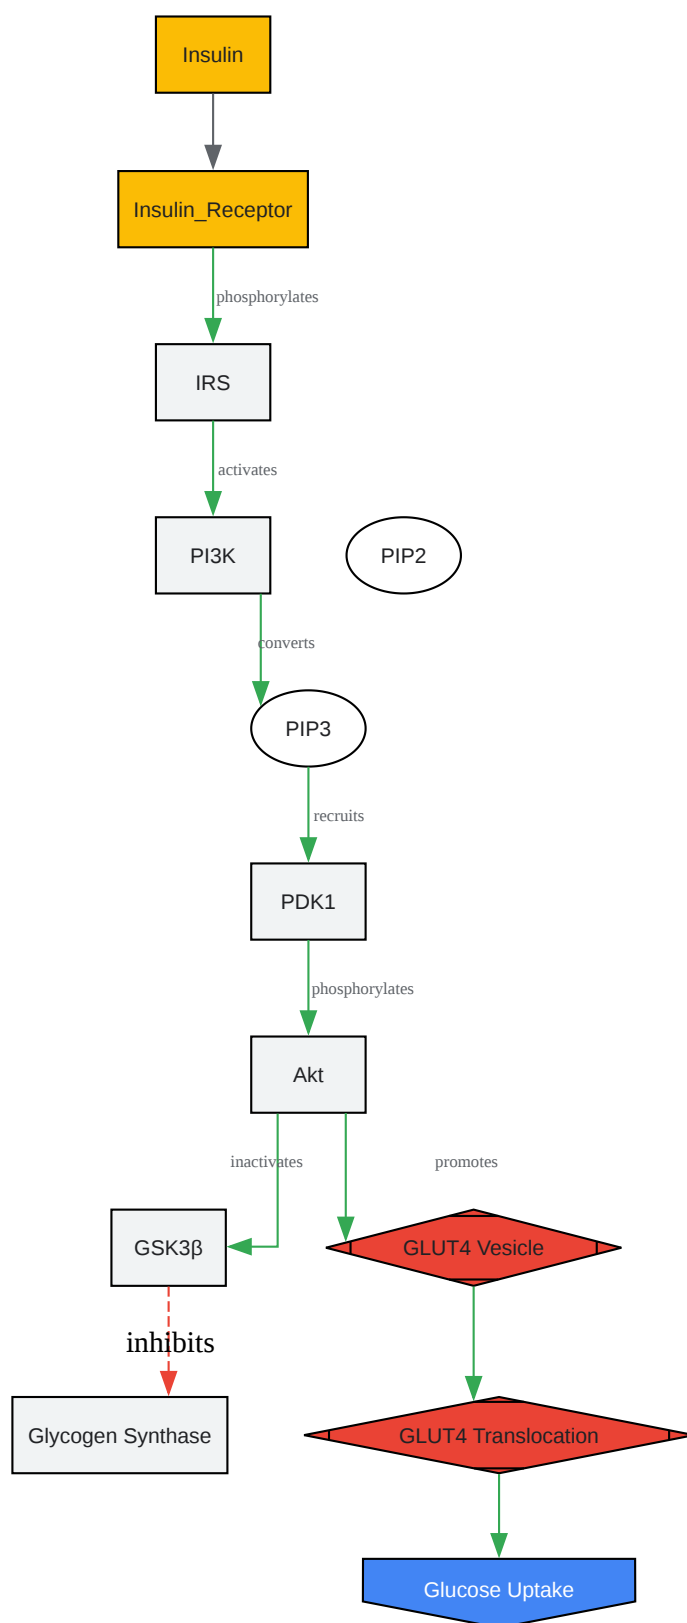 Insulin
Insulin_Receptor
phosphorylates
IRS
activates
PI3K
PIP2
converts
PIP3
recruits
PDK1
phosphorylates
Akt
inactivates
promotes
GSK3β
GLUT4 Vesicle
inhibits
Glycogen Synthase
GLUT4 Translocation
Glucose Uptake